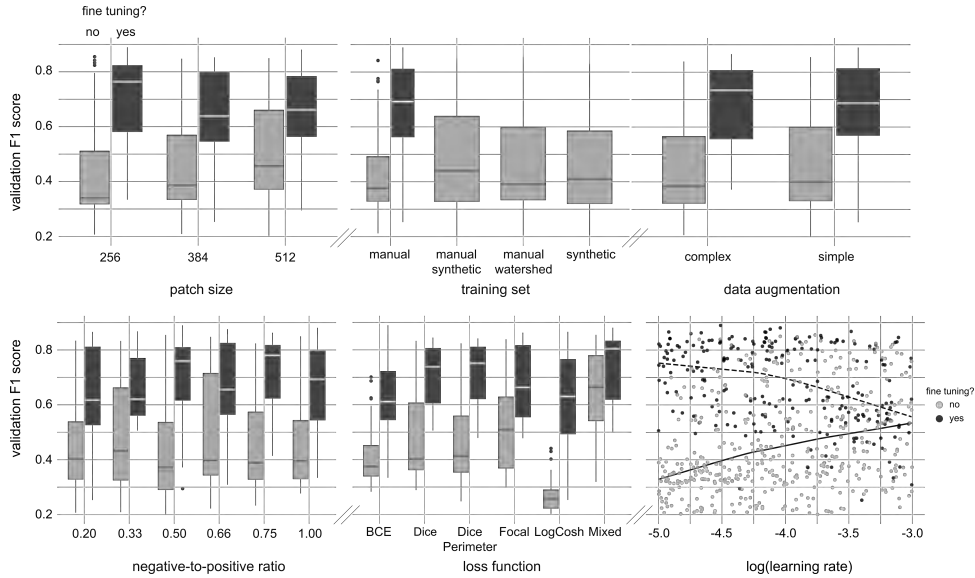 fine tuning?
no yes
validation F1 score
0.8
0.6
0.4
0.2
256 384 512
patch size
manual manual synthetic manual watershed synthetic
training set
complex simple
data augmentation
validation F1 score
0.8
0.6
0.4
0.2
0.20 0.33 0.50 0.66 0.75 1.00
negative-to-positive ratio
BCE Dice Dice Perimeter Focal LogCosh Mixed
loss function
-5.0 -4.5 -4.0 -3.5 -3.0
log(learning rate)
fine tuning?
no
yes